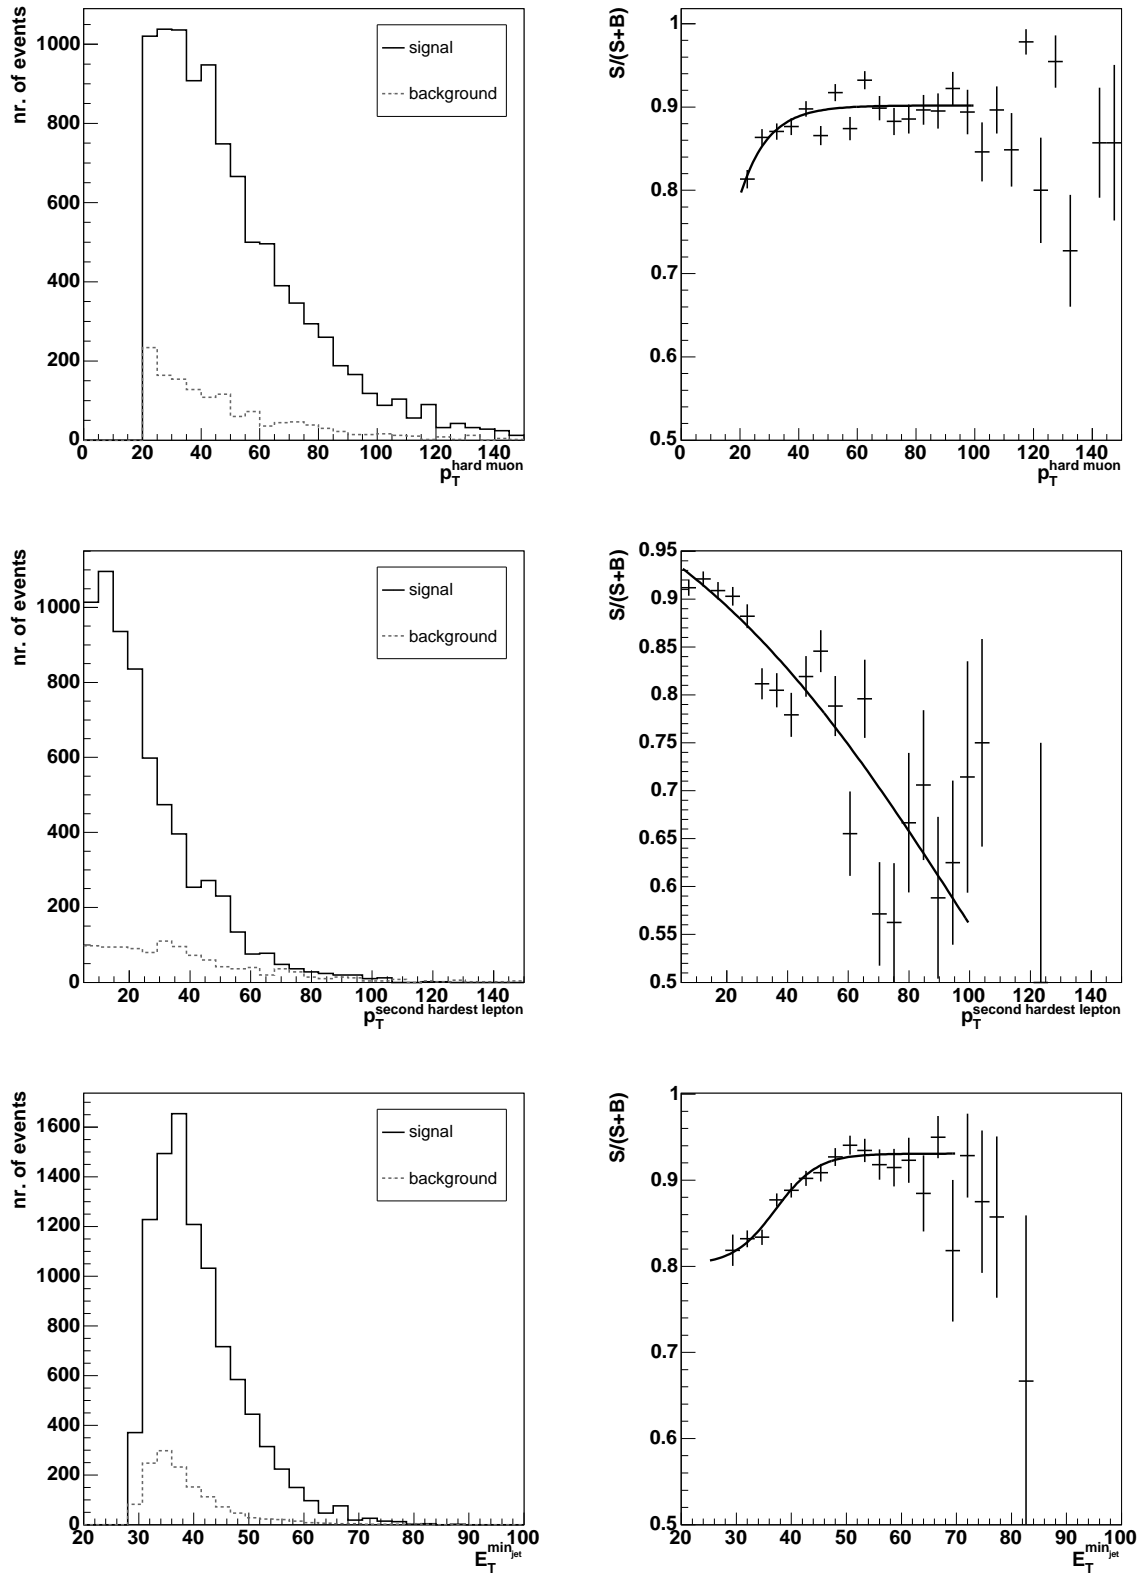 nr. of events
1000
800
600
400
200
0
signal
background
0 20 40 60 80 100 120 140
p_T^hard muon
S/(S+B)
1
0.9
0.8
0.7
0.6
0.5
0 20 40 60 80 100 120 140
p_T^hard muon
nr. of events
1000
800
600
400
200
0
signal
background
20 40 60 80 100 120 140
p_T^second hardest lepton
S/(S+B)
0.95
0.9
0.85
0.8
0.75
0.7
0.65
0.6
0.55
0.5
20 40 60 80 100 120 140
p_T^second hardest lepton
nr. of events
1600
1400
1200
1000
800
600
400
200
0
signal
background
20 30 40 50 60 70 80 90 100
E_T^min_jet
S/(S+B)
1
0.9
0.8
0.7
0.6
0.5
20 30 40 50 60 70 80 90 100
E_T^min_jet